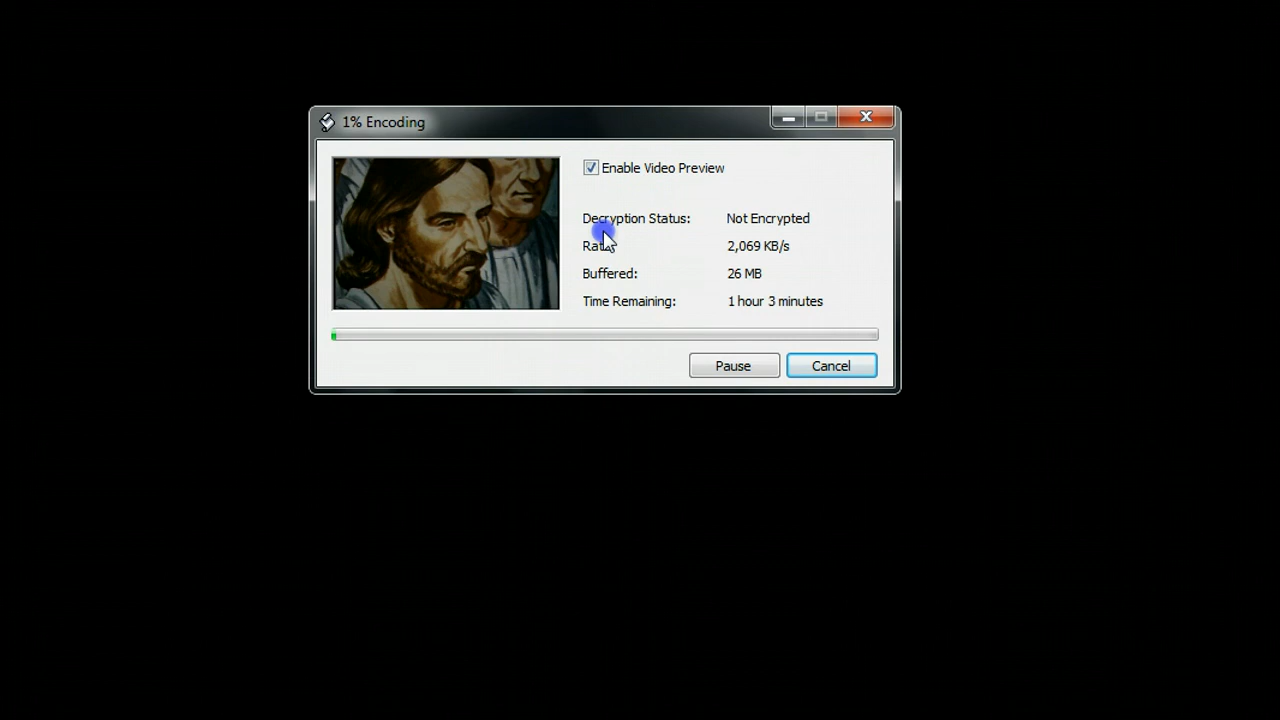 1% Encoding
Enable Video Preview
Decryption Status: Not Encrypted
Rate: 2,069 KB/s
Buffered: 26 MB
Time Remaining: 1 hour 3 minutes
Pause Cancel